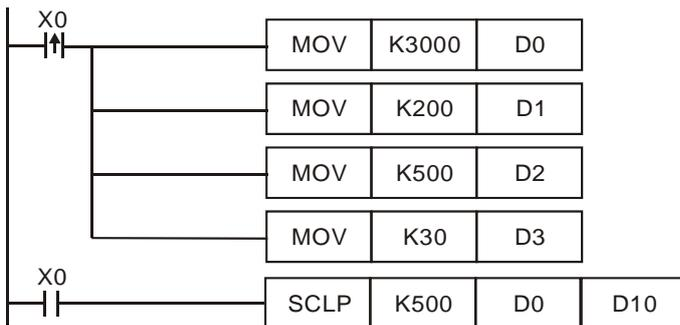 X0
MOV K3000 D0
MOV K200 D1
MOV K500 D2
MOV K30 D3
X0
SCLP K500 D0 D10